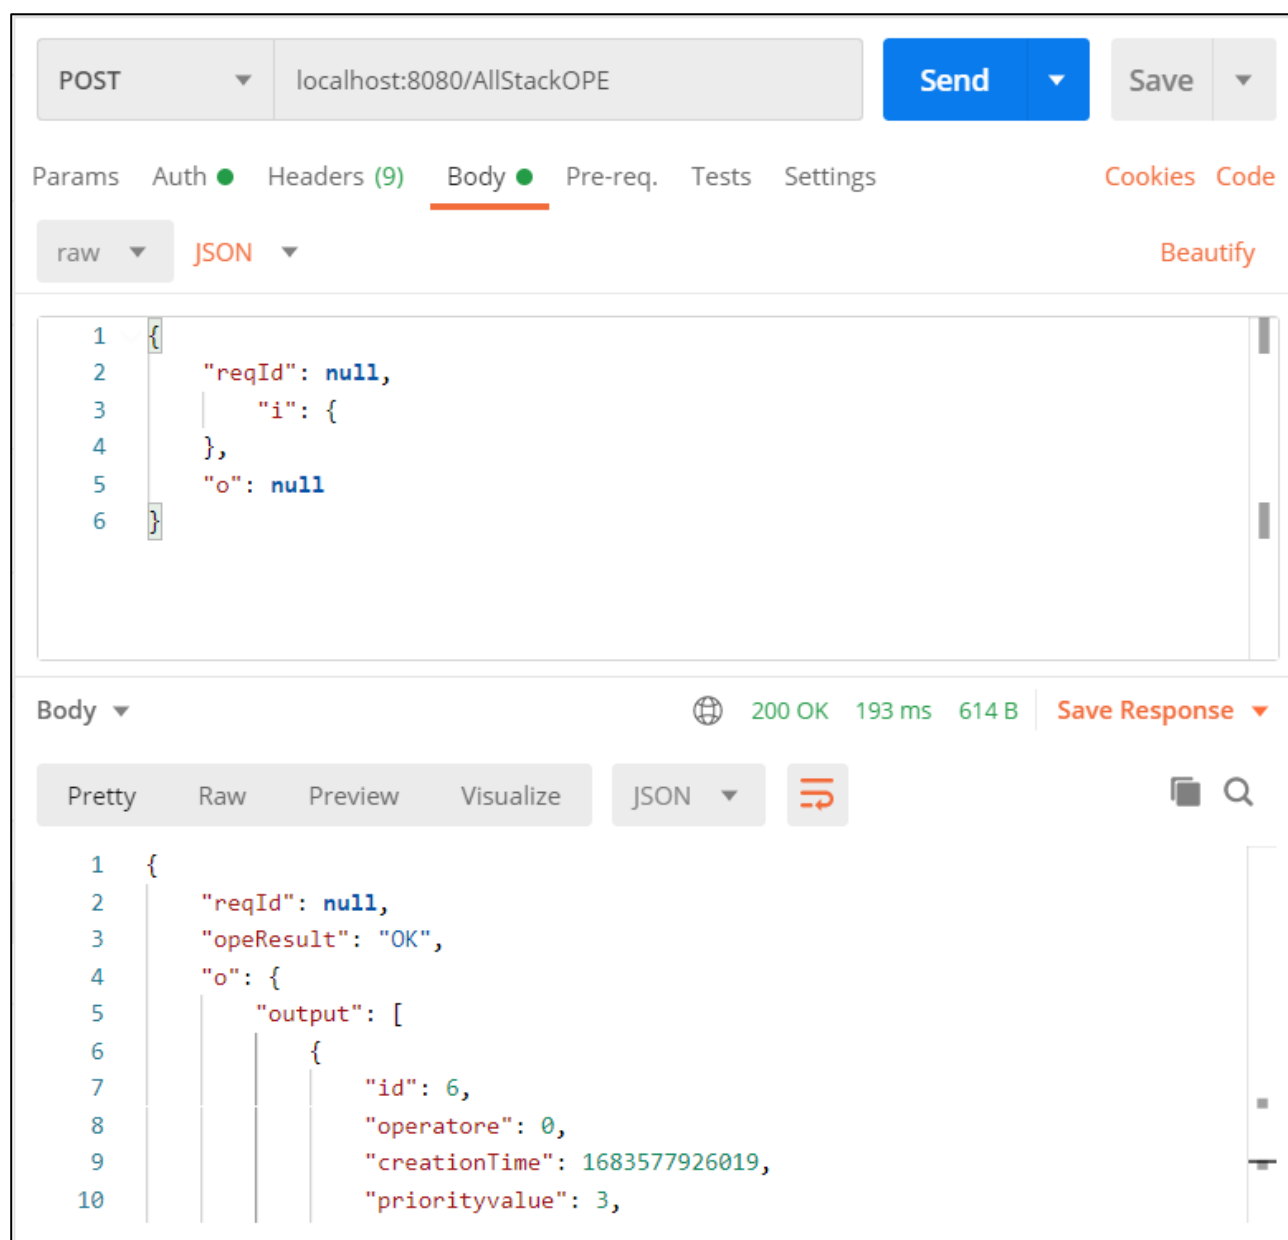 POST localhost:8080/AllStackOPE Send Save
Params Auth Headers (9) Body Pre-req. Tests Settings Cookies Code
raw JSON Beautify
1 {
2 "reqId": null,
3 "i": {
4 },
5 "o": null
6 }
Body 200 OK 193 ms 614 B Save Response
Pretty Raw Preview Visualize JSON
1 {
2 "reqId": null,
3 "opeResult": "OK",
4 "o": {
5 "output": [
6 {
7 "id": 6,
8 "operatore": 0,
9 "creationTime": 1683577926019,
10 "priorityvalue": 3,